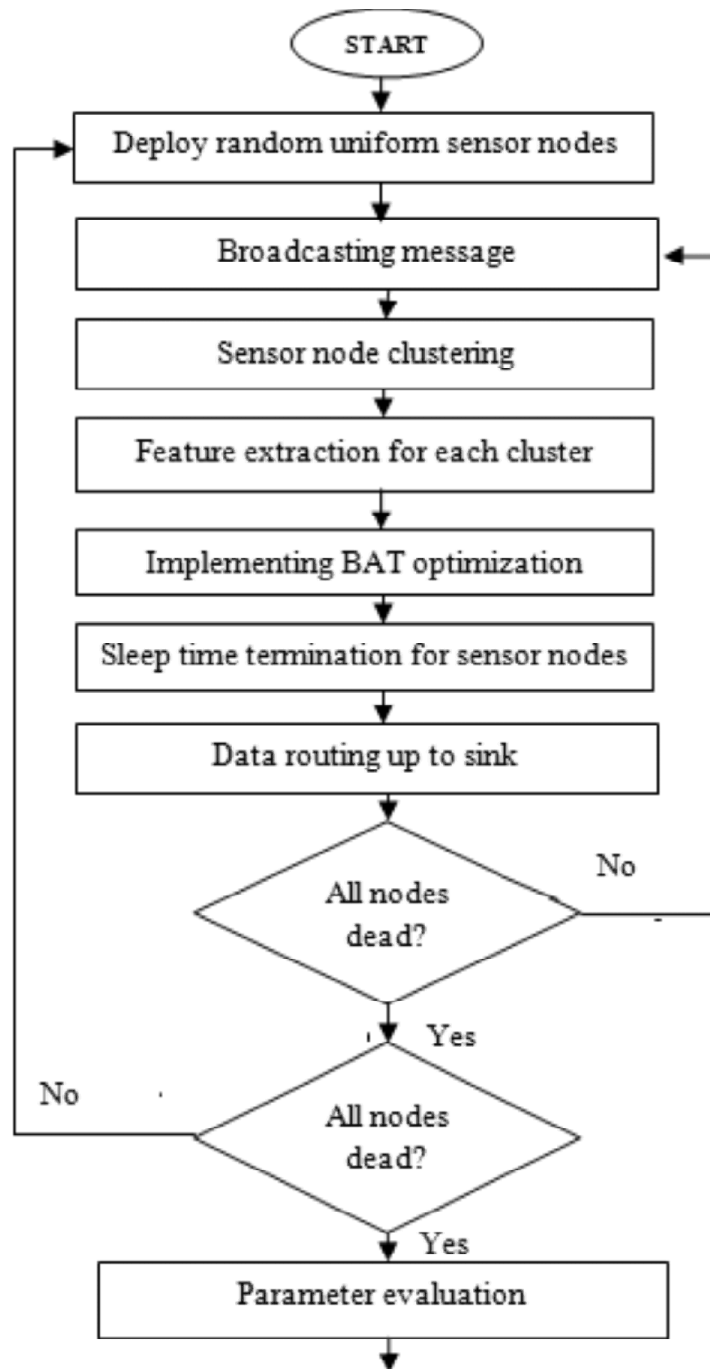 START
Deploy random uniform sensor nodes
Broadcasting message
Sensor node clustering
Feature extraction for each cluster
Implementing BAT optimization
Sleep time termination for sensor nodes
Data routing up to sink
All nodes
dead?
No
Yes
All nodes
dead?
No
Yes
Parameter evaluation